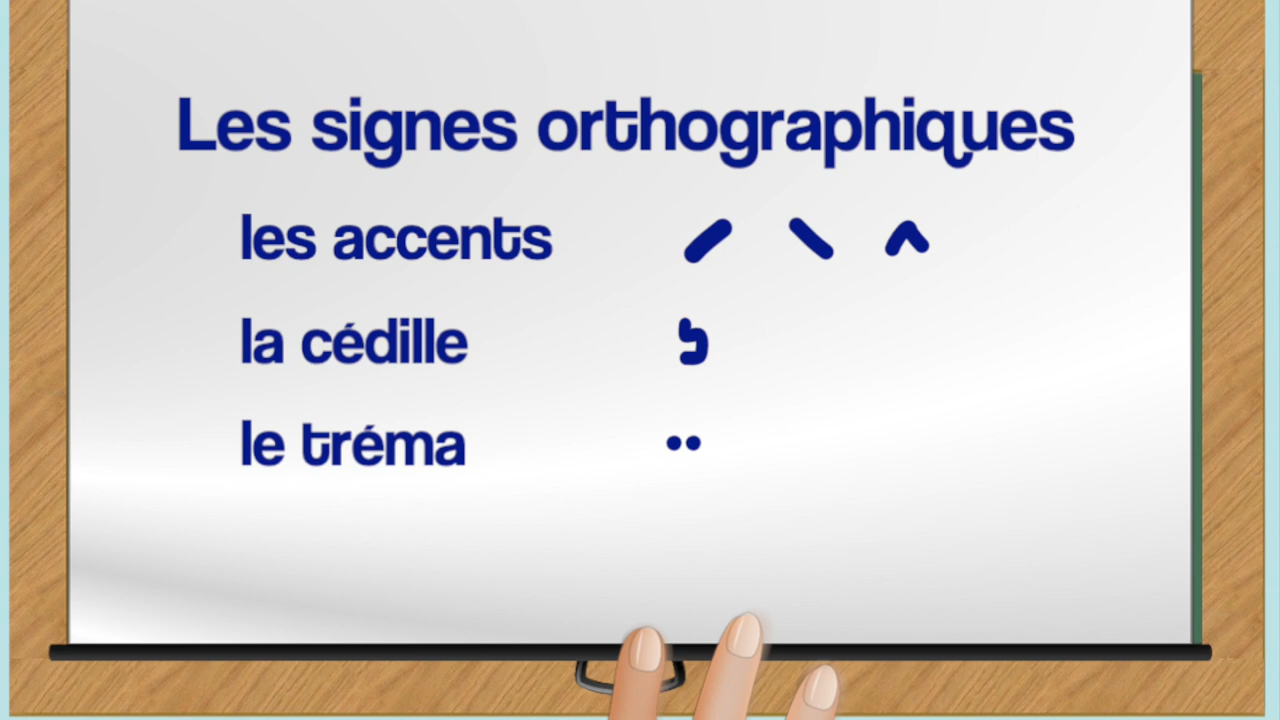 Les signes orthographiques
les accents ´ ` ^
la cédille ¸
le tréma ¨